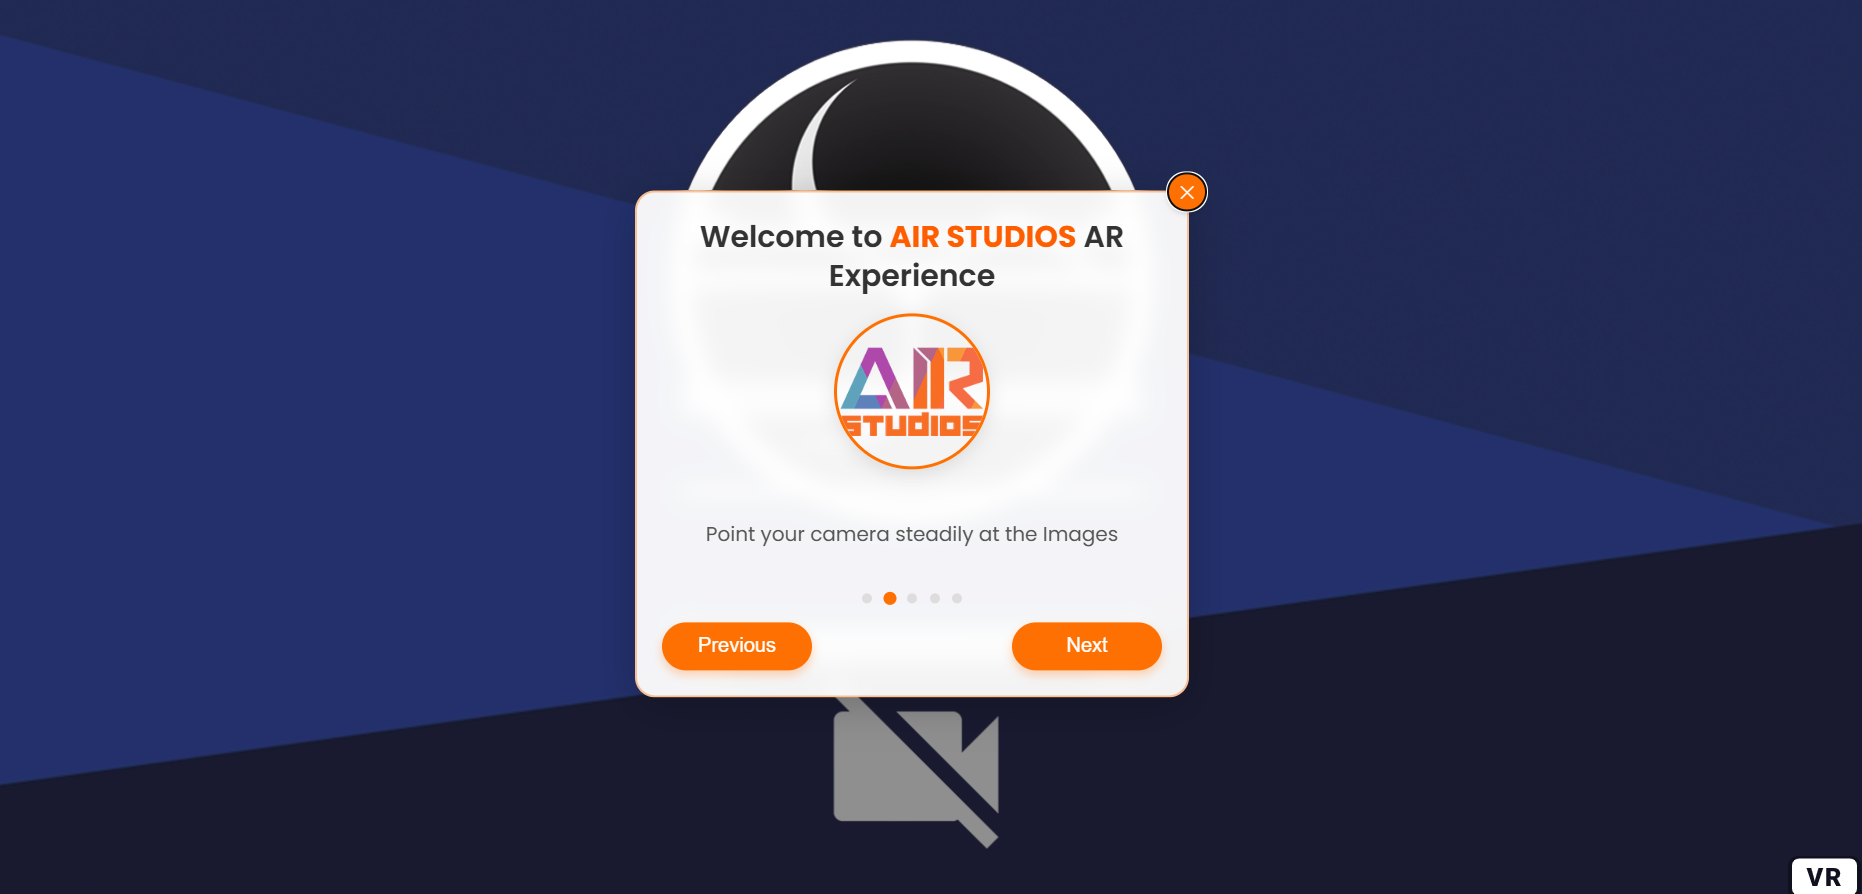 Welcome to AIR STUDIOS AR
Experience
AIR
STUDIOS
Point your camera steadily at the Images
Previous
Next
VR